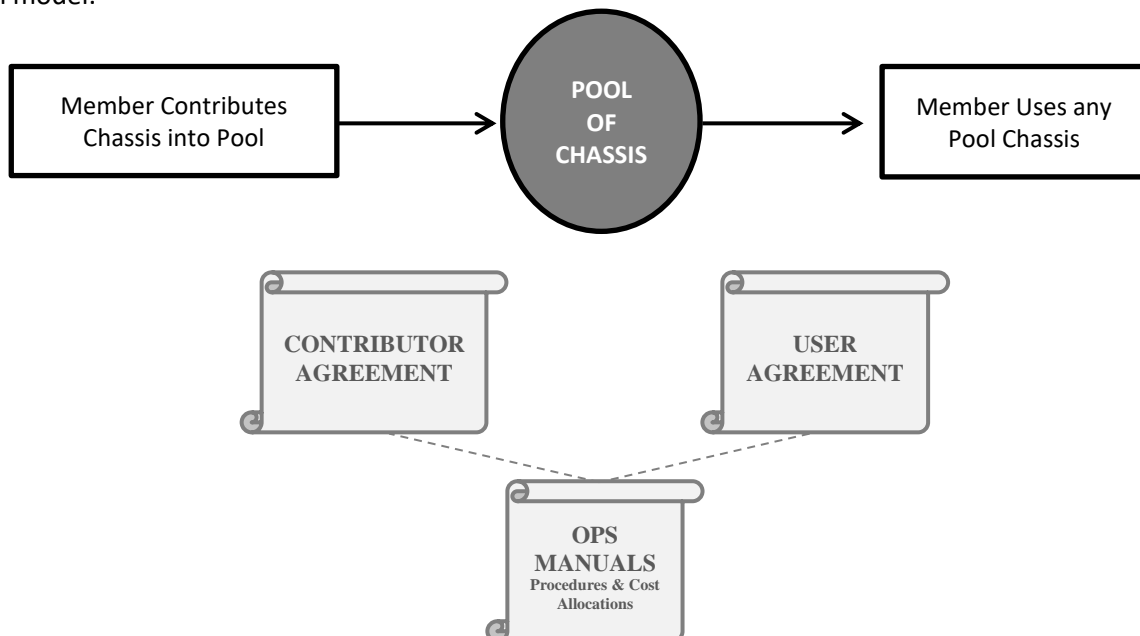 model.
Member Contributes
Chassis into Pool
POOL
OF
CHASSIS
Member Uses any
Pool Chassis
CONTRIBUTOR
AGREEMENT
USER
AGREEMENT
OPS
MANUALS
Procedures & Cost
Allocations